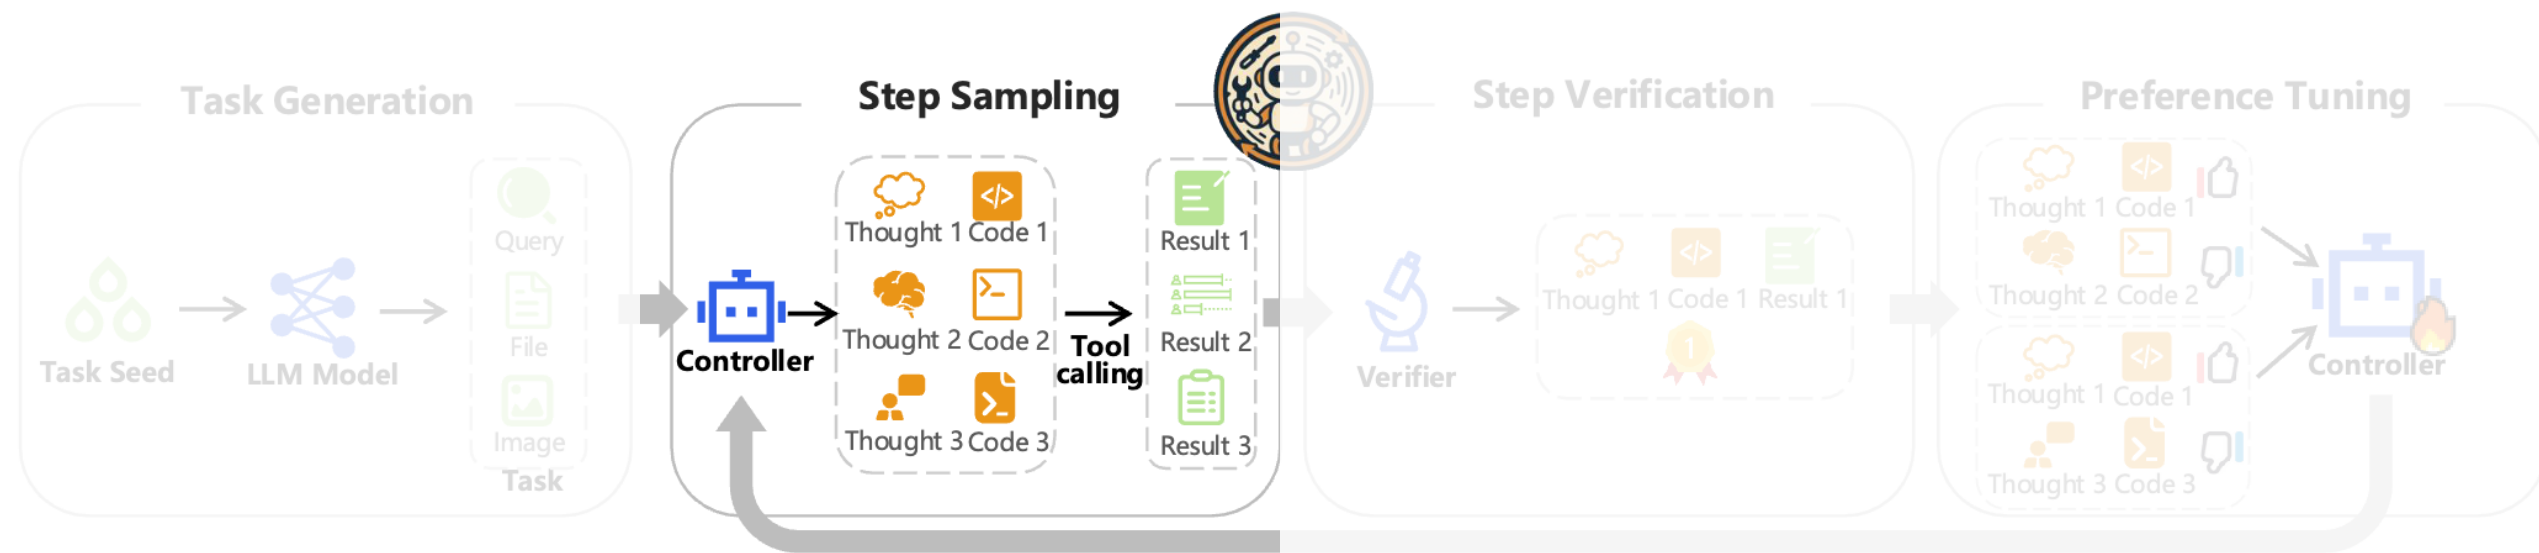 Task Generation
Query
File
Image
Task Seed
LLM Model
Task
Step Sampling
Thought 1 Code 1
Thought 2 Code 2
Thought 3 Code 3
Controller
Tool
calling
Result 1
Result 2
Result 3
Step Verification
Verifier
Thought 1 Code 1 Result 1
1
Preference Tuning
Thought 1 Code 1
Thought 2 Code 2
Thought 1 Code 1
Thought 3 Code 3
Controller